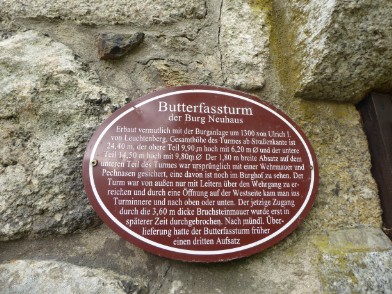 Butterfassturm
der Burg Neuhaus
Erbaut vermutlich mit der Burganlage um 1300 von Ulrich I.
von Leuchtenberg. Gesamthöhe des Turmes ab Straßenkante ist
24,40 m, der obere Teil 9,90 m hoch mit 6,20 m Ø und der untere
Teil 14,50 m hoch mit 9,80m Ø Der 1,80 m breite Absatz auf dem
unteren Teil des Turmes war ursprünglich mit einer Wehrmauer und
Pechnasen gesichert, eine davon ist noch im Burghof zu sehen. Der
Turm war von außen nur mit Leitern über den Wehrgang zu er-
reichen und durch eine Öffnung auf der Westseite kam man ins
Turminnere und nach oben oder unten. Der jetzige Zugang
durch die 3,60 m dicke Bruchsteinmauer wurde erst in
späterer Zeit durchgebrochen. Nach mündl. Über-
lieferung hatte der Butterfassturm früher
einen dritten Aufsatz